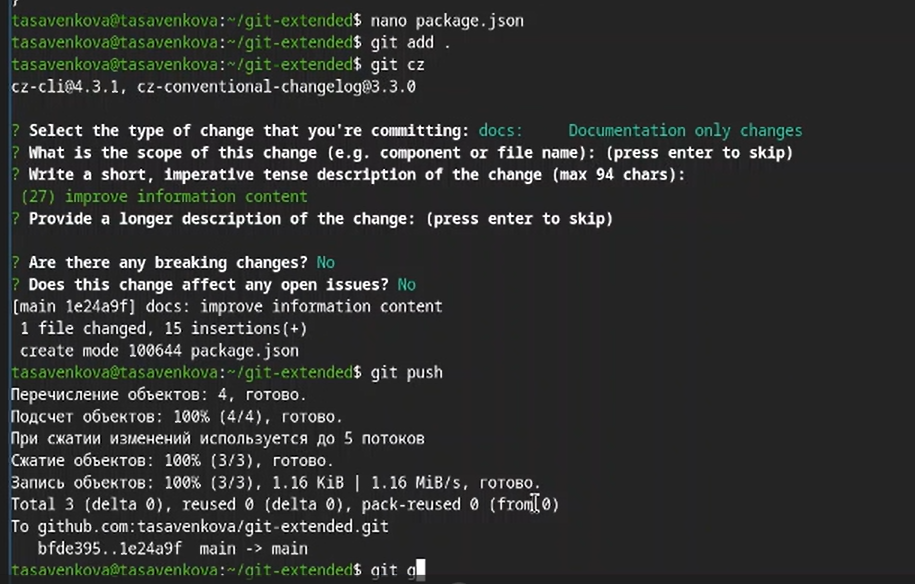 }
tasavenkova@tasavenkova:~/git-extended$ nano package.json
tasavenkova@tasavenkova:~/git-extended$ git add .
tasavenkova@tasavenkova:~/git-extended$ git cz
cz-cli@4.3.1, cz-conventional-changelog@3.3.0
? Select the type of change that you're committing: docs:     Documentation only changes
? What is the scope of this change (e.g. component or file name): (press enter to skip)
? Write a short, imperative tense description of the change (max 94 chars):
 (27) improve information content
? Provide a longer description of the change: (press enter to skip)
? Are there any breaking changes? No
? Does this change affect any open issues? No
[main 1e24a9f] docs: improve information content
 1 file changed, 15 insertions(+)
 create mode 100644 package.json
tasavenkova@tasavenkova:~/git-extended$ git push
Перечисление объектов: 4, готово.
Подсчет объектов: 100% (4/4), готово.
При сжатии изменений используется до 5 потоков
Сжатие объектов: 100% (3/3), готово.
Запись объектов: 100% (3/3), 1.16 KiB | 1.16 MiB/s, готово.
Total 3 (delta 0), reused 0 (delta 0), pack-reused 0 (from 0)
To github.com:tasavenkova/git-extended.git
   bfde395..1e24a9f  main -> main
tasavenkova@tasavenkova:~/git-extended$ git g